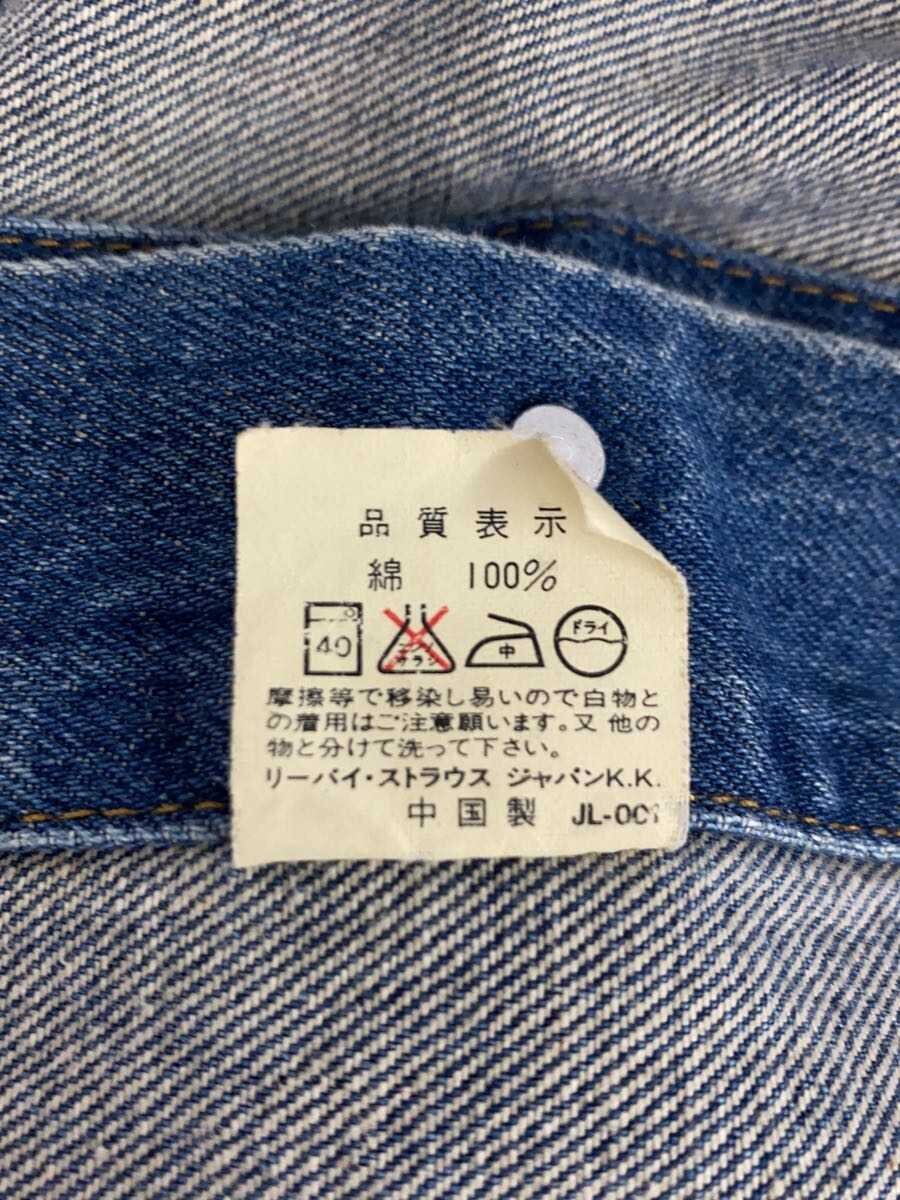 品質表示
綿 100%
40 エンソ サラシ 中 ドライ
摩擦等で移染し易いので白物と
の着用はご注意願います。又 他の
物と分けて洗って下さい。
リーバイ・ストラウス ジャパンK.K.
中国製 JL-001